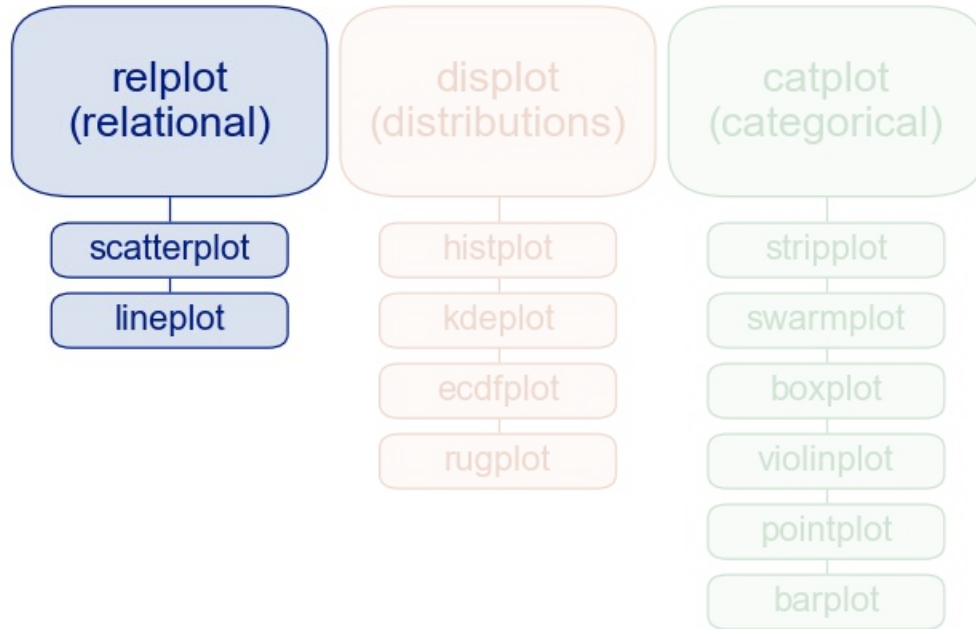 relplot
(relational)
scatterplot
lineplot
displot
(distributions)
histplot
kdeplot
ecdfplot
rugplot
catplot
(categorical)
stripplot
swarmplot
boxplot
violinplot
pointplot
barplot